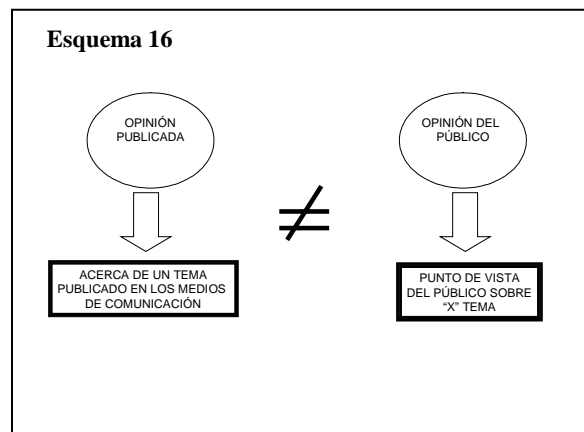 Esquema 16
OPINIÓN
PUBLICADA
OPINIÓN DEL
PÚBLICO
≠
ACERCA DE UN TEMA
PUBLICADO EN LOS MEDIOS
DE COMUNICACIÓN
PUNTO DE VISTA
DEL PÚBLICO SOBRE
“X” TEMA